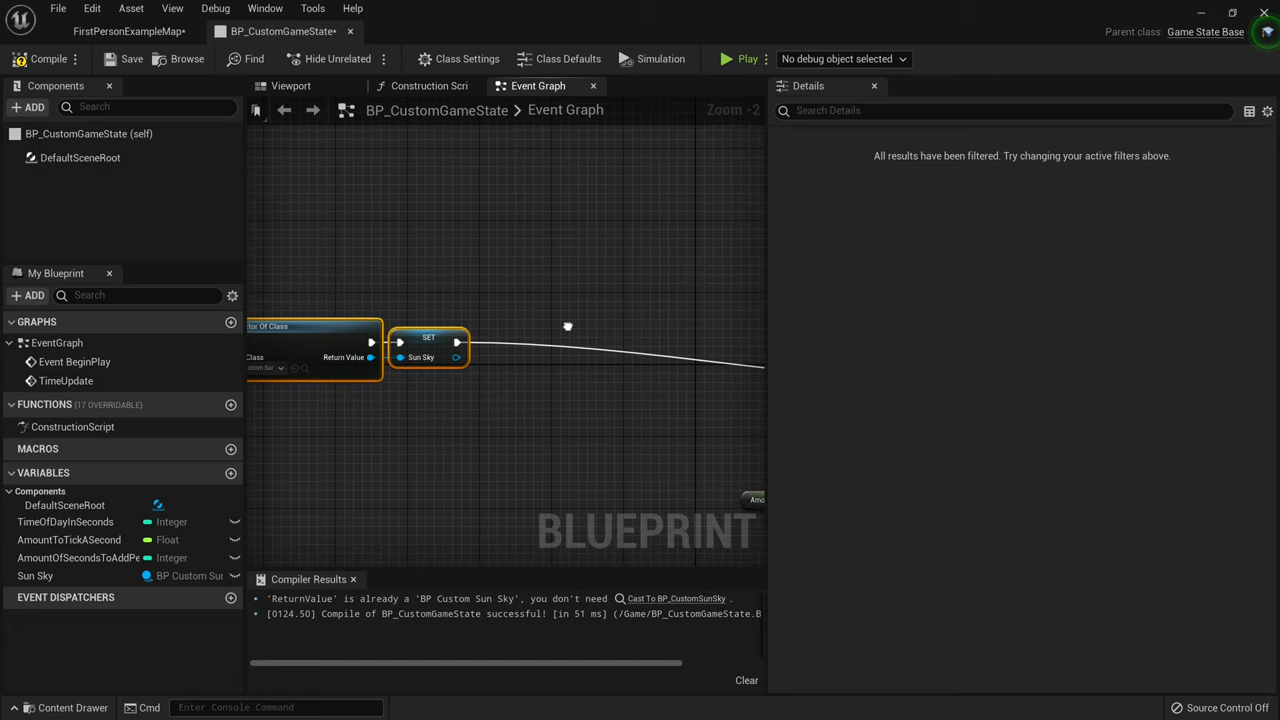 File Edit Asset View Debug Window Tools Help
FirstPersonExampleMap*
BP_CustomGameState*
Parent class: Game State Base
Compile
Save
Browse
Find
Hide Unrelated
Class Settings
Class Defaults
Simulation
Play
No debug object selected
Components
ADD
Search
BP_CustomGameState (self)
DefaultSceneRoot
My Blueprint
ADD
Search
GRAPHS
EventGraph
Event BeginPlay
TimeUpdate
FUNCTIONS (17 OVERRIDABLE)
ConstructionScript
MACROS
VARIABLES
Components
DefaultSceneRoot
TimeOfDayInSeconds Integer
AmountToTickASecond Float
AmountOfSecondsToAddPe Integer
Sun Sky BP Custom Sun
EVENT DISPATCHERS
Viewport
Construction Scri
Event Graph
BP_CustomGameState > Event Graph
Zoom -2
tor Of Class
Class
Return Value
SET
Sun Sky
Amo
BLUEPRINT
Compiler Results
'ReturnValue' is already a 'BP Custom Sun Sky', you don't need Cast To BP_CustomSunSky .
[0124.50] Compile of BP_CustomGameState successful! [in 51 ms] (/Game/BP_CustomGameState.B
Clear
Details
Search Details
All results have been filtered. Try changing your active filters above.
Content Drawer
Cmd
Enter Console Command
Source Control Off